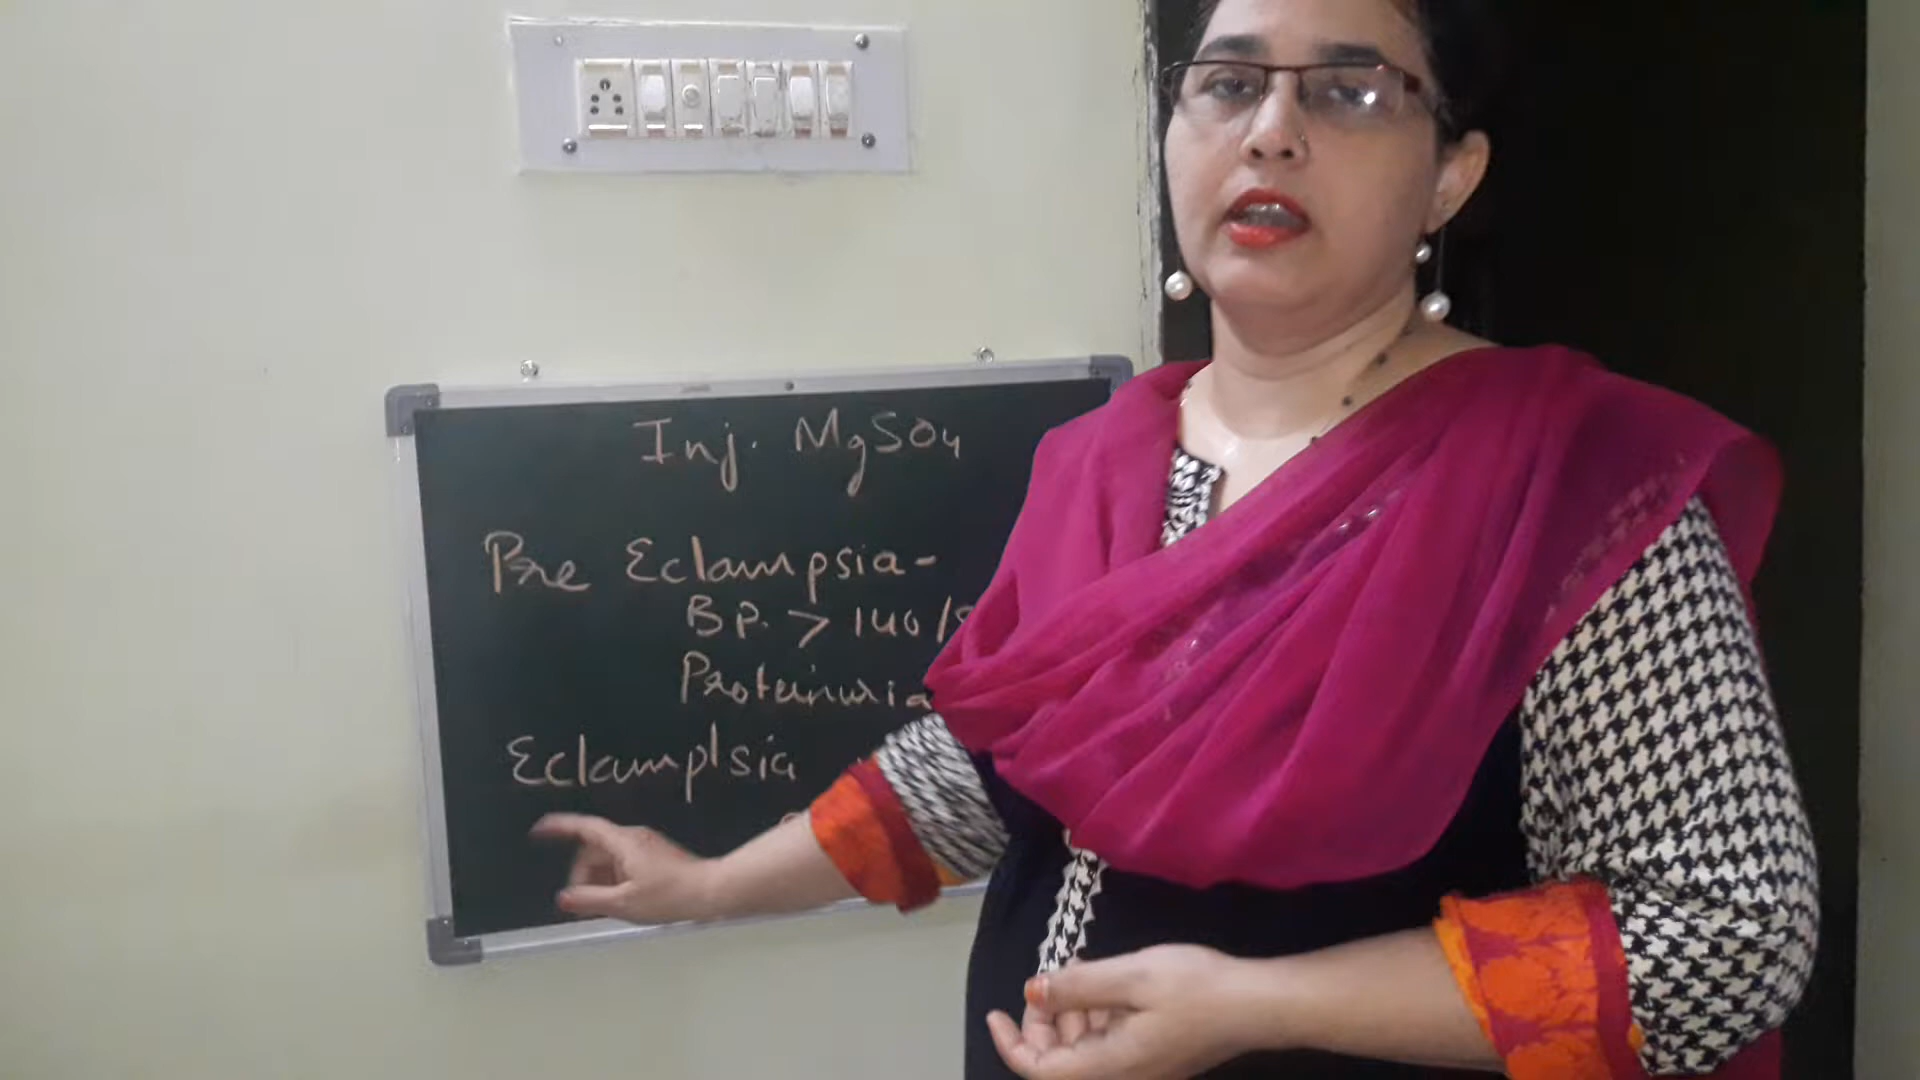 Inj. MgSO4
Pre Eclampsia-
BP. > 140/
Proteinuria
Eclamplsia